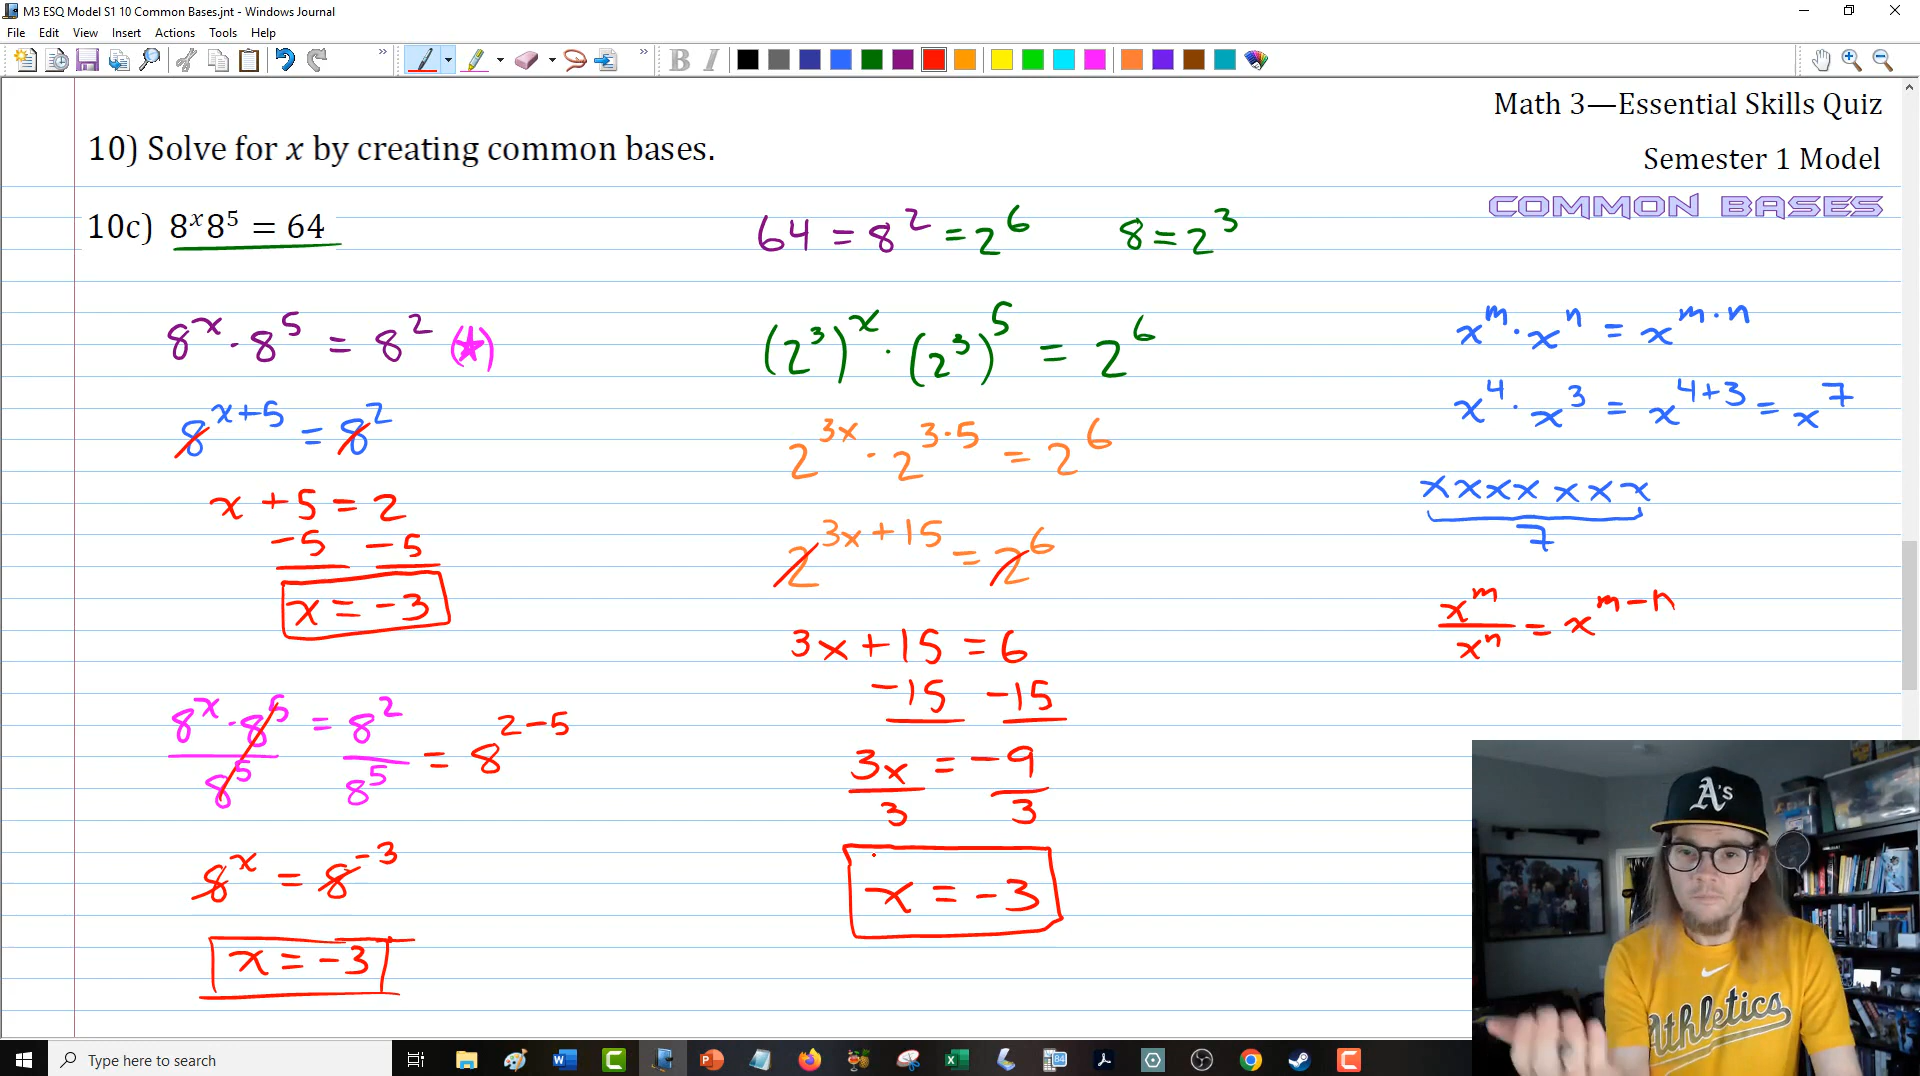 M3 ESQ Model S1 10 Common Bases.jnt - Windows Journal
File Edit View Insert Actions Tools Help
B I
Math 3—Essential Skills Quiz
Semester 1 Model
COMMON BASES
10) Solve for x by creating common bases.
10c) 8^x 8^5 = 64
64 = 8^2 = 2^6
8 = 2^3
8^x · 8^5 = 8^2 (★)
8^(x+5) = 8^2
x + 5 = 2
-5 -5
x = -3
8^x · 8^5 / 8^5 = 8^2 / 8^5 = 8^(2-5)
8^x = 8^-3
x = -3
(2^3)^x · (2^3)^5 = 2^6
2^(3x) · 2^(3·5) = 2^6
2^(3x+15) = 2^6
3x + 15 = 6
-15 -15
3x = -9
3 3
x = -3
x^m · x^n = x^(m·n)
x^4 · x^3 = x^(4+3) = x^7
x x x x x x x
7
x^m / x^n = x^(m-n)
A's
Athletics
Type here to search
84